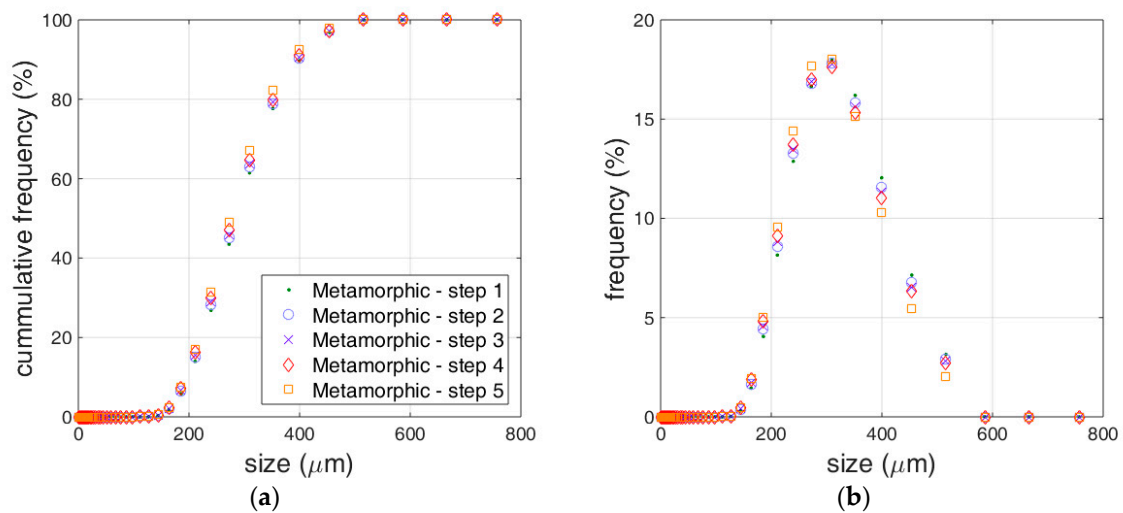 100
80
60
40
20
0
0
200
400
600
800
cummulative frequency (%)
size (μm)
Metamorphic - step 1
Metamorphic - step 2
Metamorphic - step 3
Metamorphic - step 4
Metamorphic - step 5
(a)
20
15
10
5
0
0
200
400
600
800
frequency (%)
size (μm)
(b)